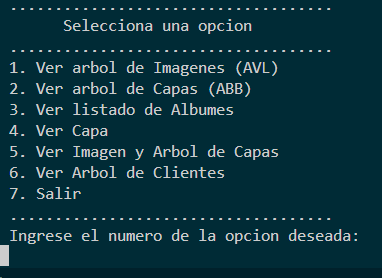 ....................................
Selecciona una opcion
....................................
1. Ver arbol de Imagenes (AVL)
2. Ver arbol de Capas (ABB)
3. Ver listado de Albumes
4. Ver Capa
5. Ver Imagen y Arbol de Capas
6. Ver Arbol de Clientes
7. Salir
....................................
Ingrese el numero de la opcion deseada: